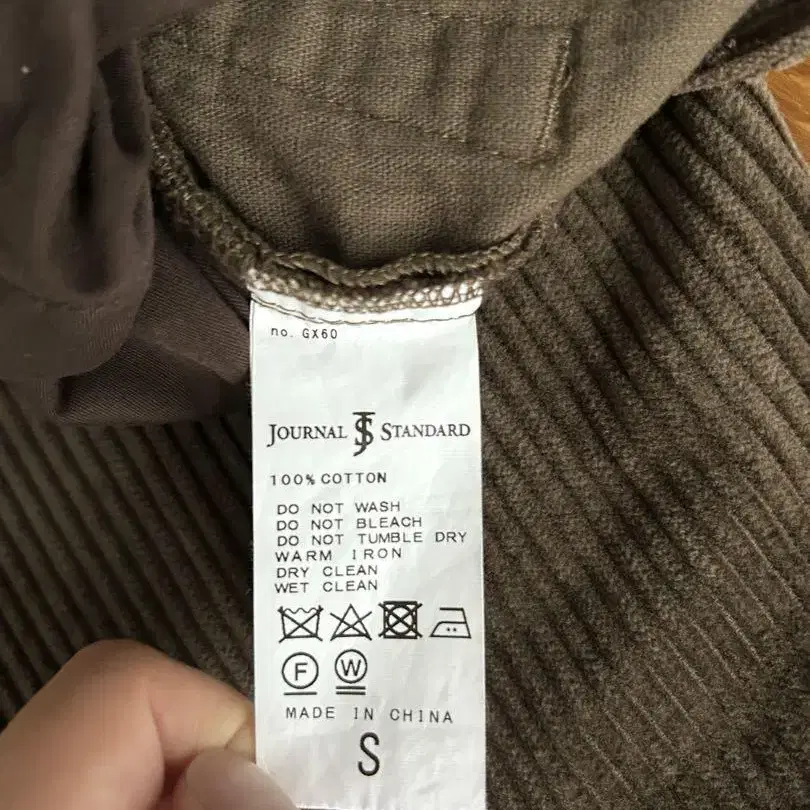 no. GX60
JOURNAL JS STANDARD
100% COTTON
DO NOT WASH
DO NOT BLEACH
DO NOT TUMBLE DRY
WARM IRON
DRY CLEAN
WET CLEAN
F W
MADE IN CHINA
S